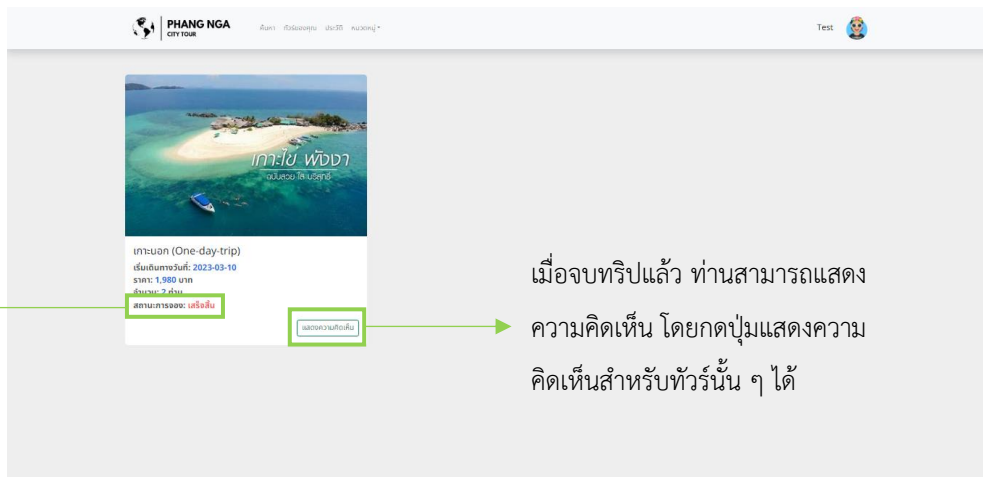 PHANG NGA
CITY TOUR
ค้นหา ทัวร์ของคุณ ประวัติ หมวดหมู่
Test
เกาะไข พังงา
ฉบับสวย ใส บริสุทธิ์
เกาะนอก (One-day-trip)
เริ่มเดินทางวันที่: 2023-03-10
ราคา: 1,980 บาท
จำนวน: 2 ท่าน
สถานะการจอง: เสร็จสิ้น
แสดงความคิดเห็น
เมื่อจบทริปแล้ว ท่านสามารถแสดง
ความคิดเห็น โดยกดปุ่มแสดงความ
คิดเห็นสำหรับทัวร์นั้น ๆ ได้